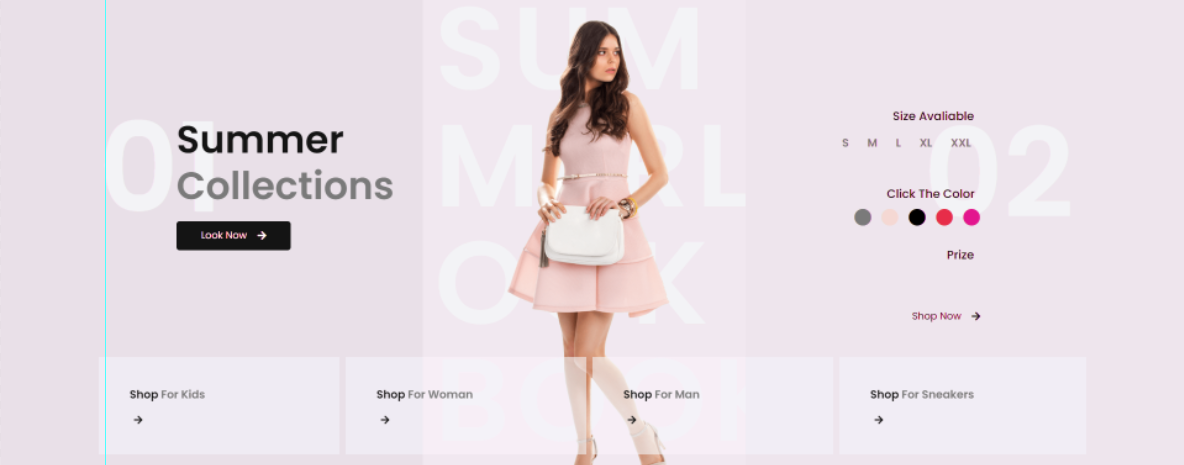 SUM
MERL
OOK
01
Summer
Collections
Look Now
Size Avaliable
S M L XL XXL
02
Click The Color
Prize
Shop Now
Shop For Kids
Shop For Woman
Shop For Man
Shop For Sneakers